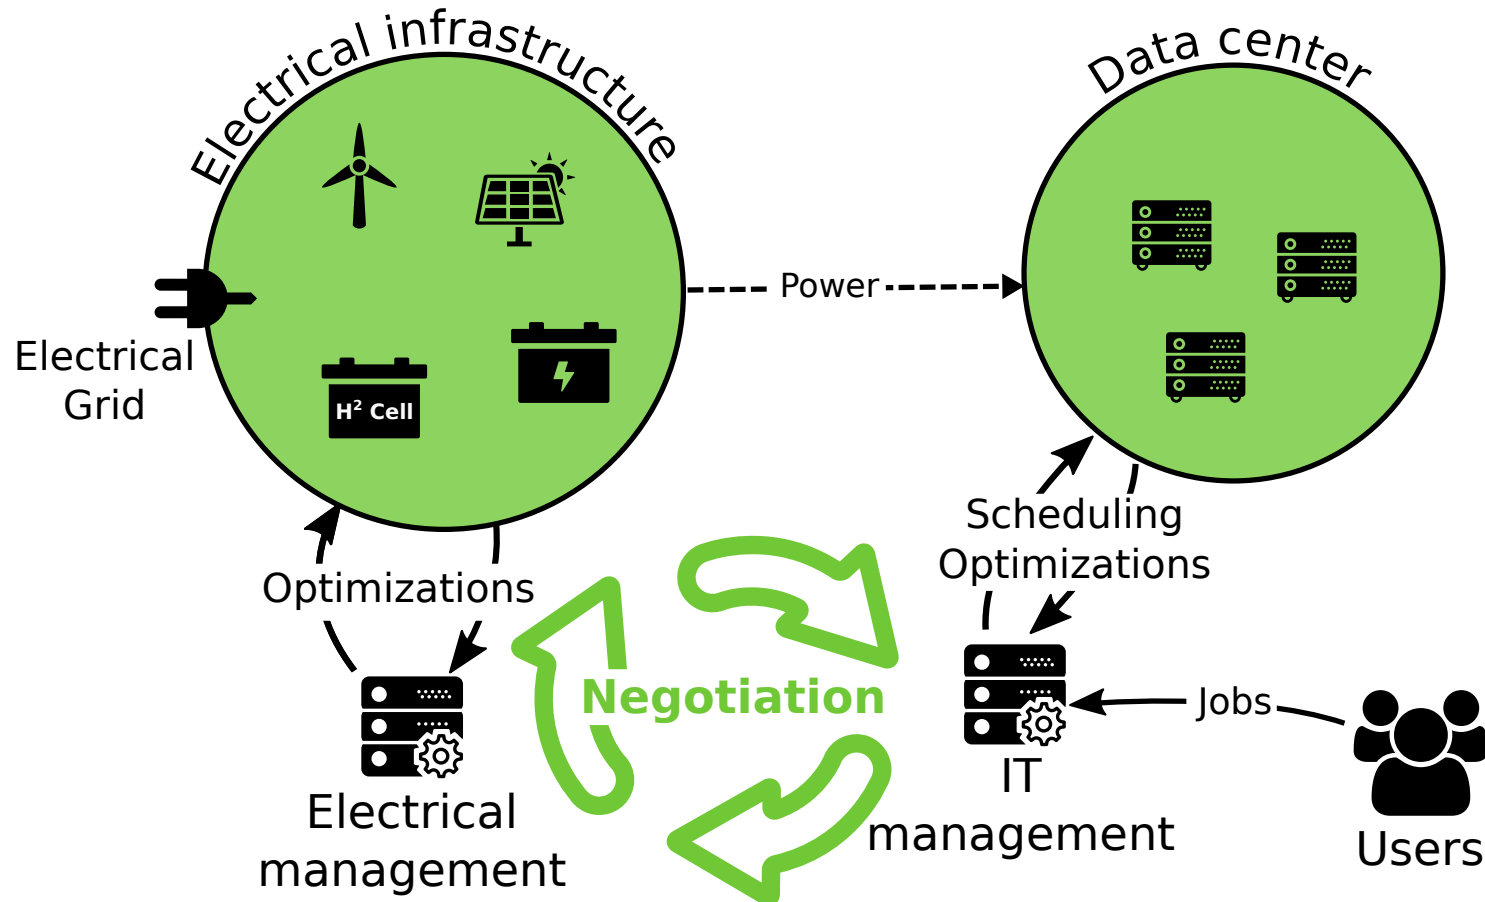 Electrical infrastructure
Data center
Power
Electrical
Grid
H² Cell
Scheduling
Optimizations
Optimizations
Negotiation
Jobs
IT
management
Electrical
management
Users